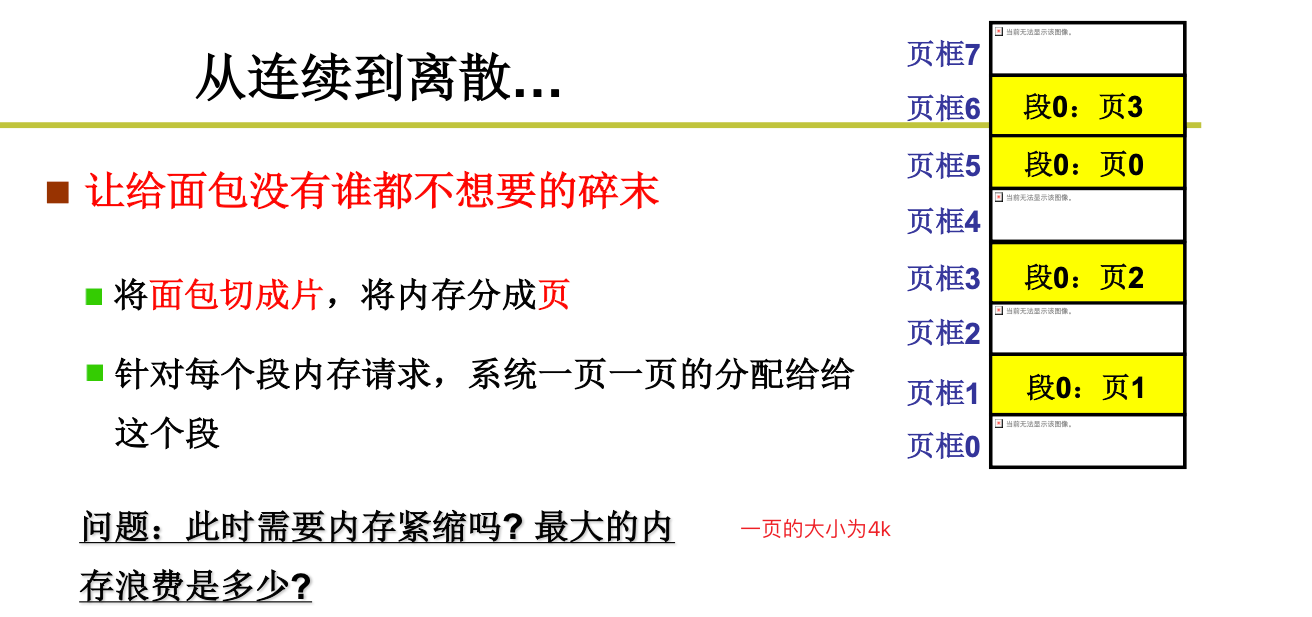 从连续到离散...
让给面包没有谁都不想要的碎末
将面包切成片，将内存分成页
针对每个段内存请求，系统一页一页的分配给给
这个段
问题：此时需要内存紧缩吗? 最大的内
存浪费是多少?
一页的大小为4k
页框7
当前无法显示该图像。
页框6
段0：页3
页框5
段0：页0
页框4
当前无法显示该图像。
页框3
段0：页2
页框2
当前无法显示该图像。
页框1
段0：页1
页框0
当前无法显示该图像。